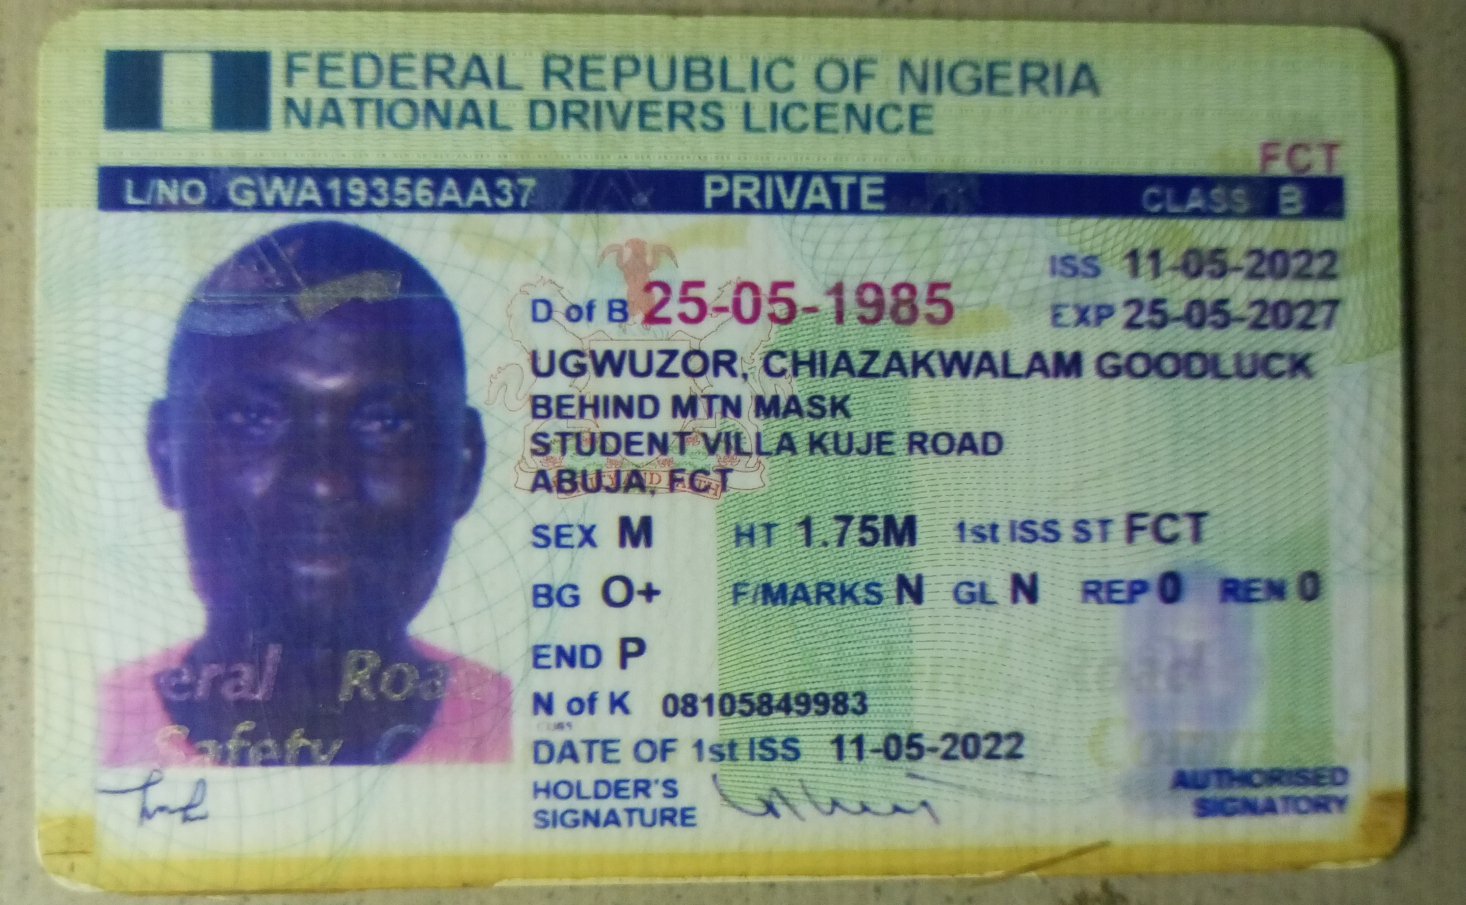 FEDERAL REPUBLIC OF NIGERIA
NATIONAL DRIVERS LICENCE
FCT
L/NO GWA19356AA37 PRIVATE CLASS B
ISS 11-05-2022
D of B 25-05-1985
EXP 25-05-2027
UGWUZOR, CHIAZAKWALAM GOODLUCK
BEHIND MTN MASK
STUDENT VILLA KUJE ROAD
ABUJA, FCT
SEX M HT 1.75M 1st ISS ST FCT
BG O+ F/MARKS N GL N REP 0 REN 0
END P
N of K 08105849983
DATE OF 1st ISS 11-05-2022
HOLDER'S
SIGNATURE
AUTHORISED
SIGNATORY
eral Road
Safety